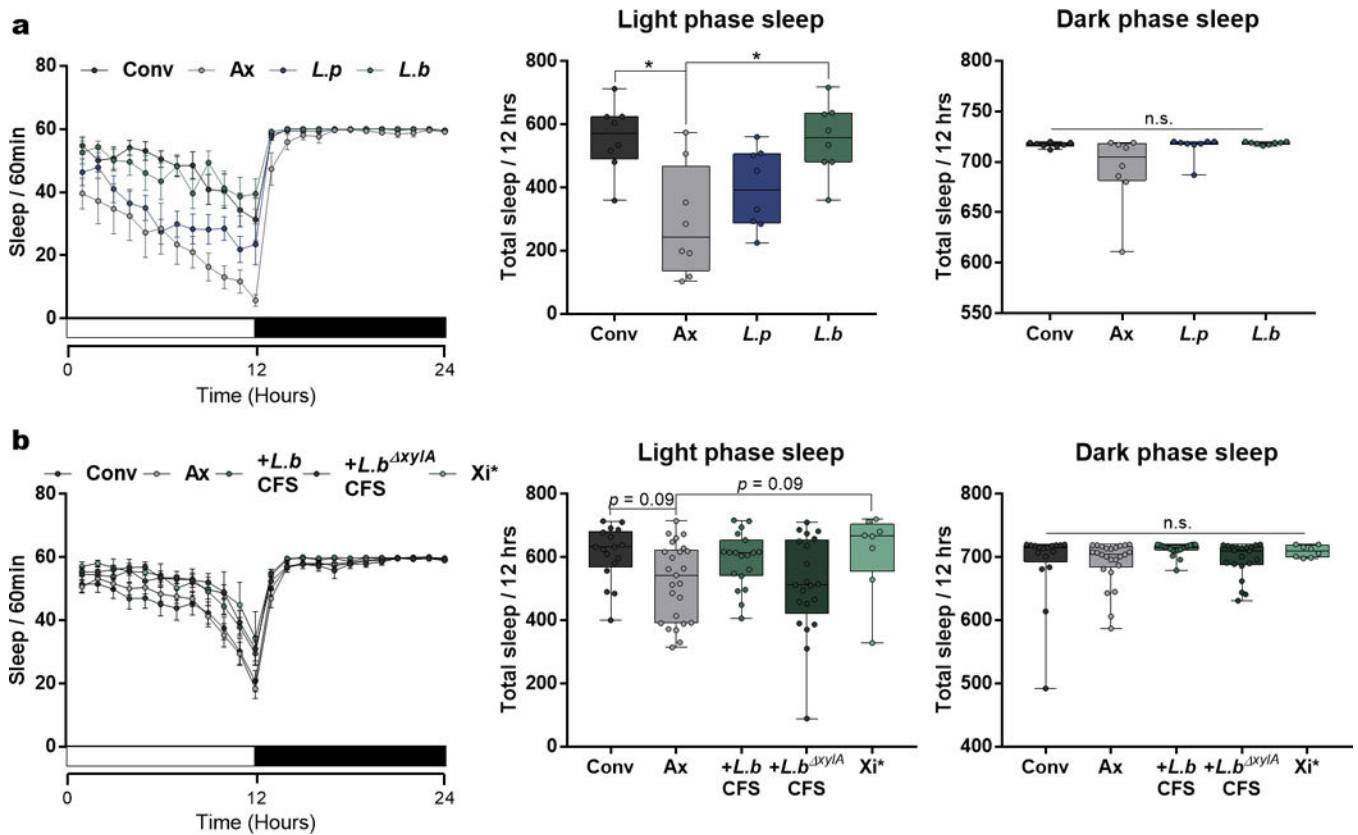 a
Conv Ax L.p L.b
Sleep / 60min
80
60
40
20
0
0 12 24
Time (Hours)
Light phase sleep
Total sleep / 12 hrs
800
600
400
200
0
* *
Conv Ax L.p L.b
Dark phase sleep
Total sleep / 12 hrs
800
750
700
650
600
550
n.s.
Conv Ax L.p L.b
b
Conv Ax +L.b CFS +L.b^ΔxylA CFS Xi*
Sleep / 60min
80
60
40
20
0
0 12 24
Time (Hours)
Light phase sleep
Total sleep / 12 hrs
800
600
400
200
0
p = 0.09
p = 0.09
Conv Ax +L.b CFS +L.b^ΔxylA CFS Xi*
Dark phase sleep
Total sleep / 12 hrs
800
700
600
500
400
n.s.
Conv Ax +L.b CFS +L.b^ΔxylA CFS Xi*